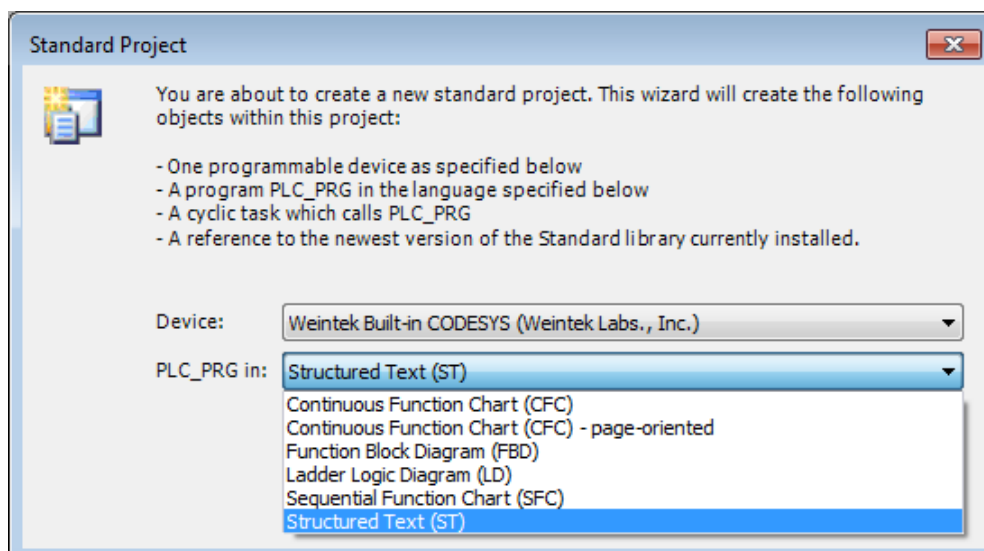 Standard Project
You are about to create a new standard project. This wizard will create the following
objects within this project:
- One programmable device as specified below
- A program PLC_PRG in the language specified below
- A cyclic task which calls PLC_PRG
- A reference to the newest version of the Standard library currently installed.
Device: Weintek Built-in CODESYS (Weintek Labs., Inc.)
PLC_PRG in: Structured Text (ST)
Continuous Function Chart (CFC)
Continuous Function Chart (CFC) - page-oriented
Function Block Diagram (FBD)
Ladder Logic Diagram (LD)
Sequential Function Chart (SFC)
Structured Text (ST)